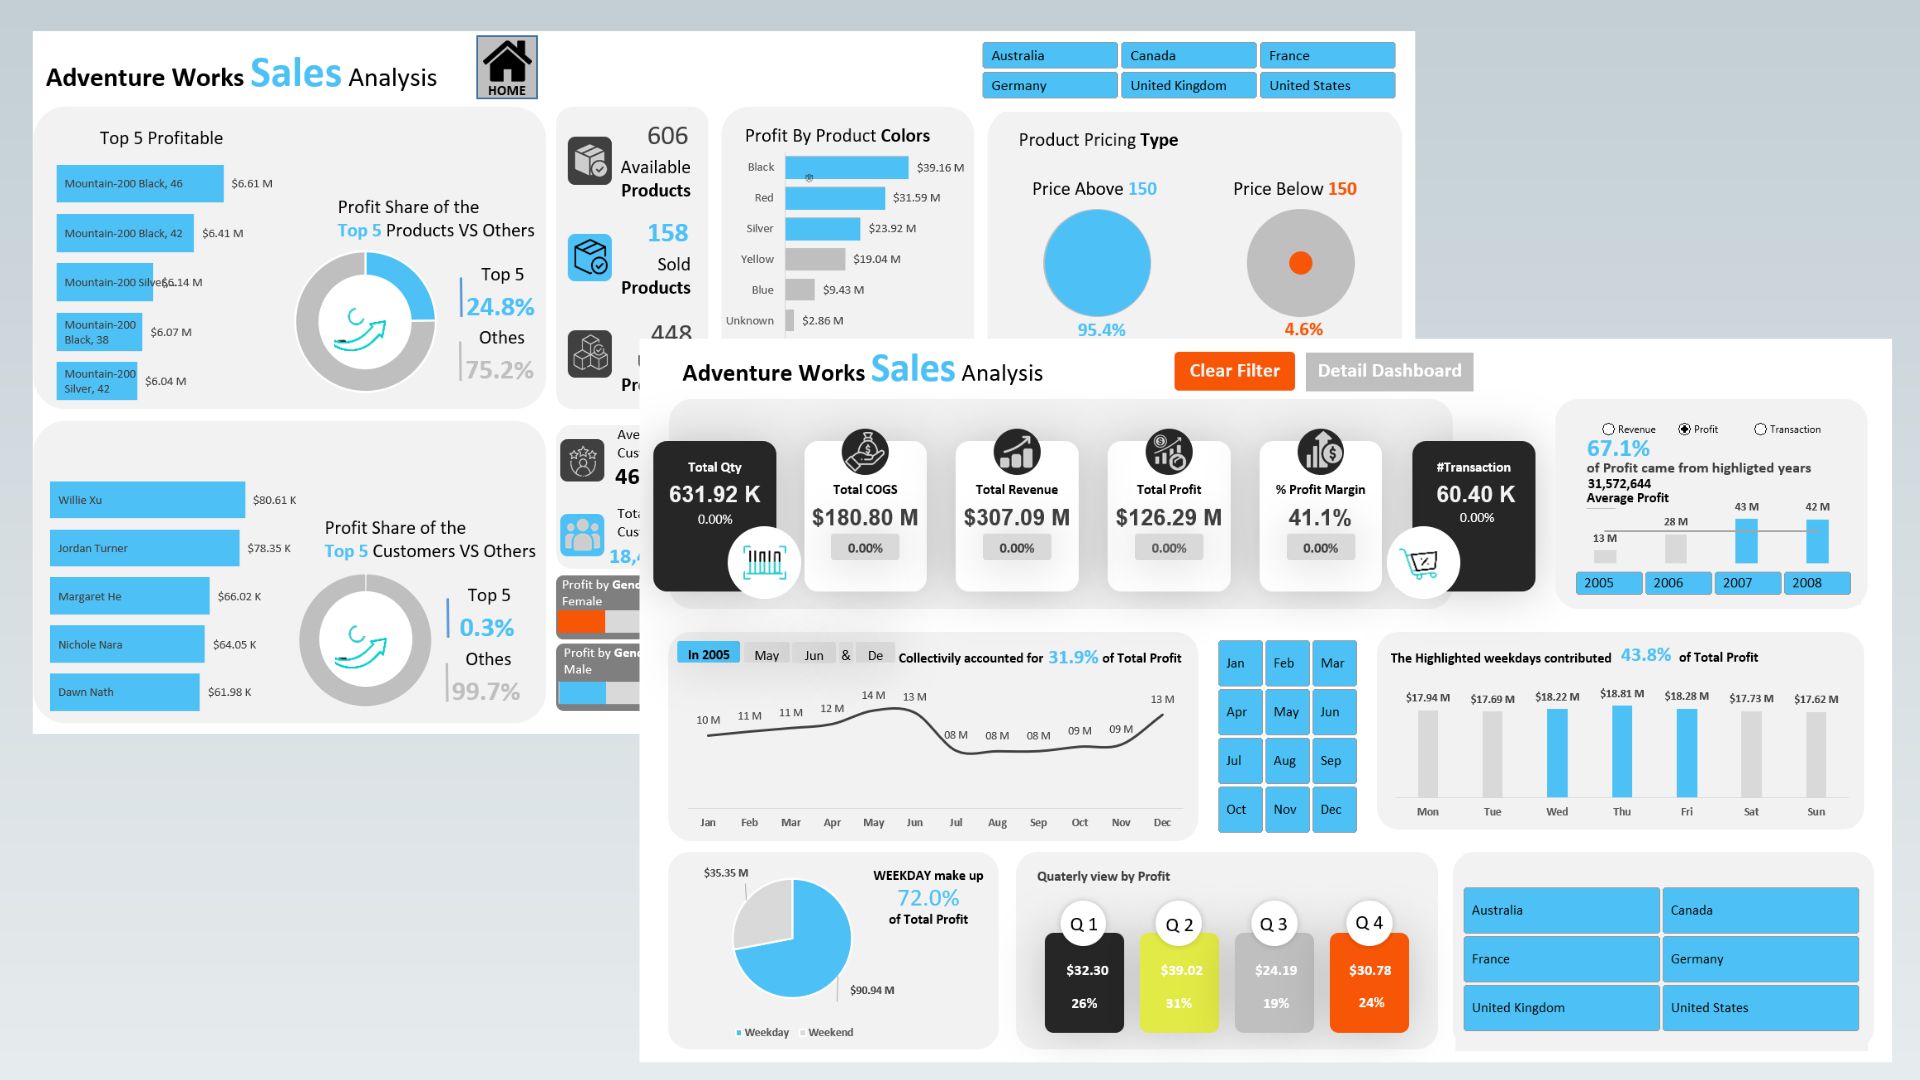 Adventure Works Sales Analysis
HOME
Australia
Canada
France
Germany
United Kingdom
United States
Top 5 Profitable
Mountain-200 Black, 46
$6.61 M
Mountain-200 Black, 42
$6.41 M
Mountain-200 Silver,...
$6.14 M
Mountain-200
Black, 38
$6.07 M
Mountain-200
Silver, 42
$6.04 M
Profit Share of the
Top 5 Products VS Others
Top 5
24.8%
Othes
75.2%
606
Available
Products
158
Sold
Products
448
Profit By Product Colors
Black
$39.16 M
Red
$31.59 M
Silver
$23.92 M
Yellow
$19.04 M
Blue
$9.43 M
Unknown
$2.86 M
Product Pricing Type
Price Above 150
95.4%
Price Below 150
4.6%
Willie Xu
$80.61 K
Jordan Turner
$78.35 K
Margaret He
$66.02 K
Nichole Nara
$64.05 K
Dawn Nath
$61.98 K
Profit Share of the
Top 5 Customers VS Others
Top 5
0.3%
Othes
99.7%
Profit by Gend
Female
Profit by Gend
Male
Adventure Works Sales Analysis
Clear Filter
Detail Dashboard
Total Qty
631.92 K
0.00%
Total COGS
$180.80 M
0.00%
Total Revenue
$307.09 M
0.00%
Total Profit
$126.29 M
0.00%
% Profit Margin
41.1%
0.00%
#Transaction
60.40 K
0.00%
Revenue
Profit
Transaction
67.1%
of Profit came from highligted years
31,572,644
Average Profit
13 M
28 M
43 M
42 M
2005
2006
2007
2008
In 2005
May
Jun
&
De
Collectivily accounted for 31.9% of Total Profit
10 M
11 M
11 M
12 M
14 M
13 M
08 M
08 M
08 M
09 M
09 M
13 M
Jan
Feb
Mar
Apr
May
Jun
Jul
Aug
Sep
Oct
Nov
Dec
Jan
Feb
Mar
Apr
May
Jun
Jul
Aug
Sep
Oct
Nov
Dec
The Highlighted weekdays contributed 43.8% of Total Profit
$17.94 M
$17.69 M
$18.22 M
$18.81 M
$18.28 M
$17.73 M
$17.62 M
Mon
Tue
Wed
Thu
Fri
Sat
Sun
$35.35 M
WEEKDAY make up
72.0%
of Total Profit
$90.94 M
Weekday
Weekend
Quaterly view by Profit
Q 1
$32.30
26%
Q 2
$39.02
31%
Q 3
$24.19
19%
Q 4
$30.78
24%
Australia
Canada
France
Germany
United Kingdom
United States